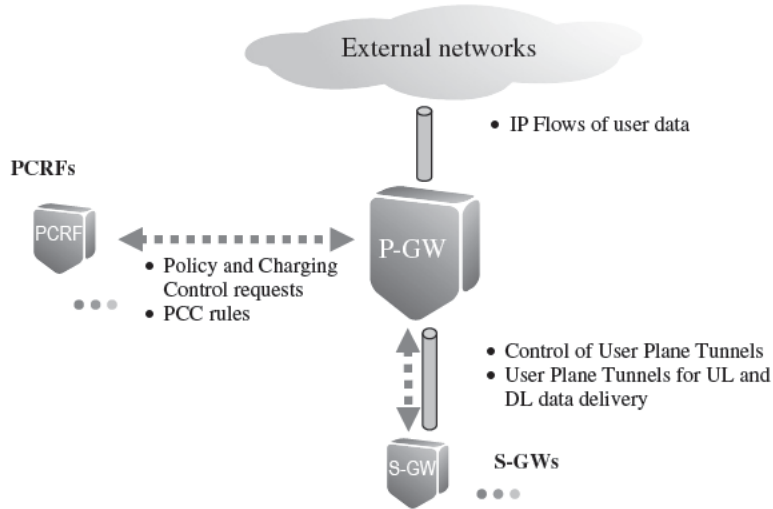 External networks
• IP Flows of user data
PCRFs
PCRF
P-GW
• Policy and Charging
Control requests
• PCC rules
• Control of User Plane Tunnels
• User Plane Tunnels for UL and
DL data delivery
S-GW
S-GWs